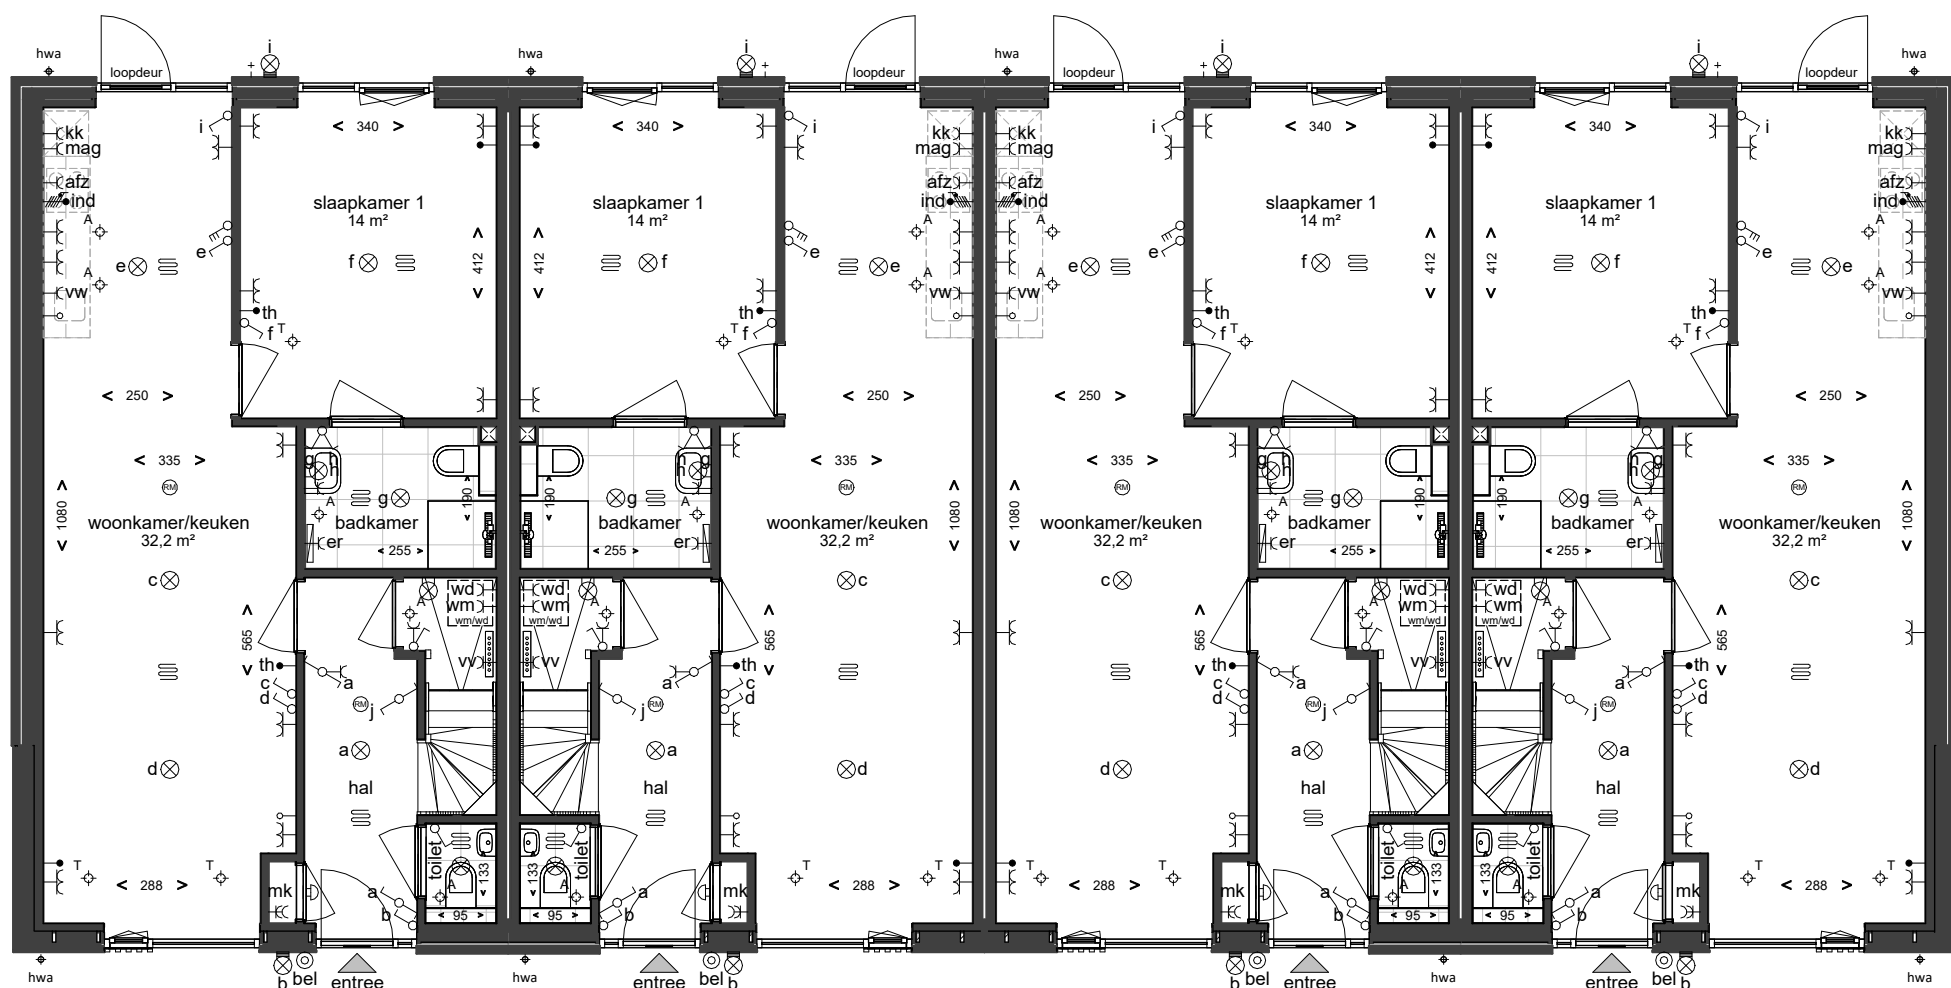 hwa
i
hwa
i
hwa
i
i
hwa
loopdeur
loopdeur
loopdeur
loopdeur
+
+
+
+
kk
i
< 340 >
< 340 >
i
kk
kk
i
< 340 >
< 340 >
i
kk
mag
mag
mag
mag
afz
afz
afz
afz
ind
slaapkamer 1
slaapkamer 1
ind
ind
slaapkamer 1
slaapkamer 1
ind
14 m²
14 m²
14 m²
14 m²
A
A
A
A
e
e
e
e
< 412 >
< 412 >
< 412 >
< 412 >
e
f
f
e
e
f
f
e
A
A
A
A
vw
vw
vw
vw
th
th
th
th
f
T
T
f
f
T
T
f
< 250 >
< 250 >
< 250 >
< 250 >
< 335 >
g
h
h
g
< 335 >
< 335 >
g
h
h
g
< 335 >
RM
RM
RM
RM
< 1080 >
A
g
< 190 >
< 190 >
g
A
< 1080 >
< 1080 >
A
g
< 190 >
< 190 >
g
A
< 1080 >
woonkamer/keuken
badkamer
badkamer
woonkamer/keuken
woonkamer/keuken
badkamer
badkamer
woonkamer/keuken
32,2 m²
er
< 255 >
< 255 >
er
32,2 m²
32,2 m²
er
< 255 >
< 255 >
er
32,2 m²
c
wd
wd
c
c
wd
wd
c
A
wm
wm
A
A
wm
wm
A
wm/wd
wm/wd
wm/wd
wm/wd
< 565 >
< 565 >
< 565 >
< 565 >
th
vv
vv
th
th
vv
vv
th
c
a
a
c
c
a
a
c
d
d
d
d
RM
j
j
RM
RM
j
j
RM
a
a
a
a
d
d
d
d
hal
hal
hal
hal
T
T
toilet
< 133 >
< 133 >
toilet
T
T
T
T
toilet
< 133 >
< 133 >
toilet
T
T
A
A
A
A
< 288 >
mk
a
a
mk
< 288 >
< 288 >
mk
a
a
mk
< 288 >
b
< 95 >
< 95 >
b
b
< 95 >
< 95 >
b
hwa
b
bel
entree
hwa
entree
bel
b
b
bel
entree
hwa
entree
bel
b
hwa